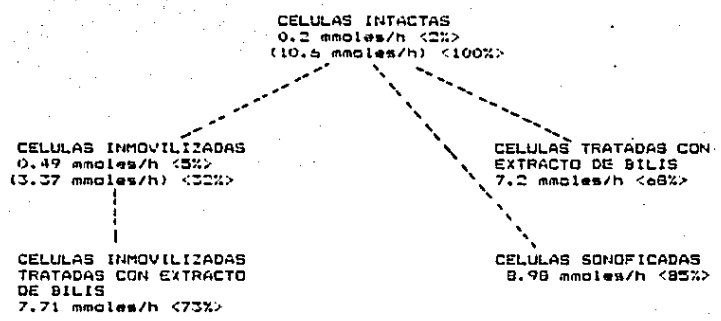 CELULAS INTACTAS
0.2 mmoles/h <2%>
(10.6 mmoles/h) <100%>
CELULAS INMOVILIZADAS
0.49 mmoles/h <5%>
(3.37 mmoles/h) <32%>
CELULAS TRATADAS CON
EXTRACTO DE BILIS
7.2 mmoles/h <68%>
CELULAS INMOVILIZADAS
TRATADAS CON EXTRACTO
DE BILIS
7.71 mmoles/h <73%>
CELULAS SONOFICADAS
8.98 mmoles/h <85%>